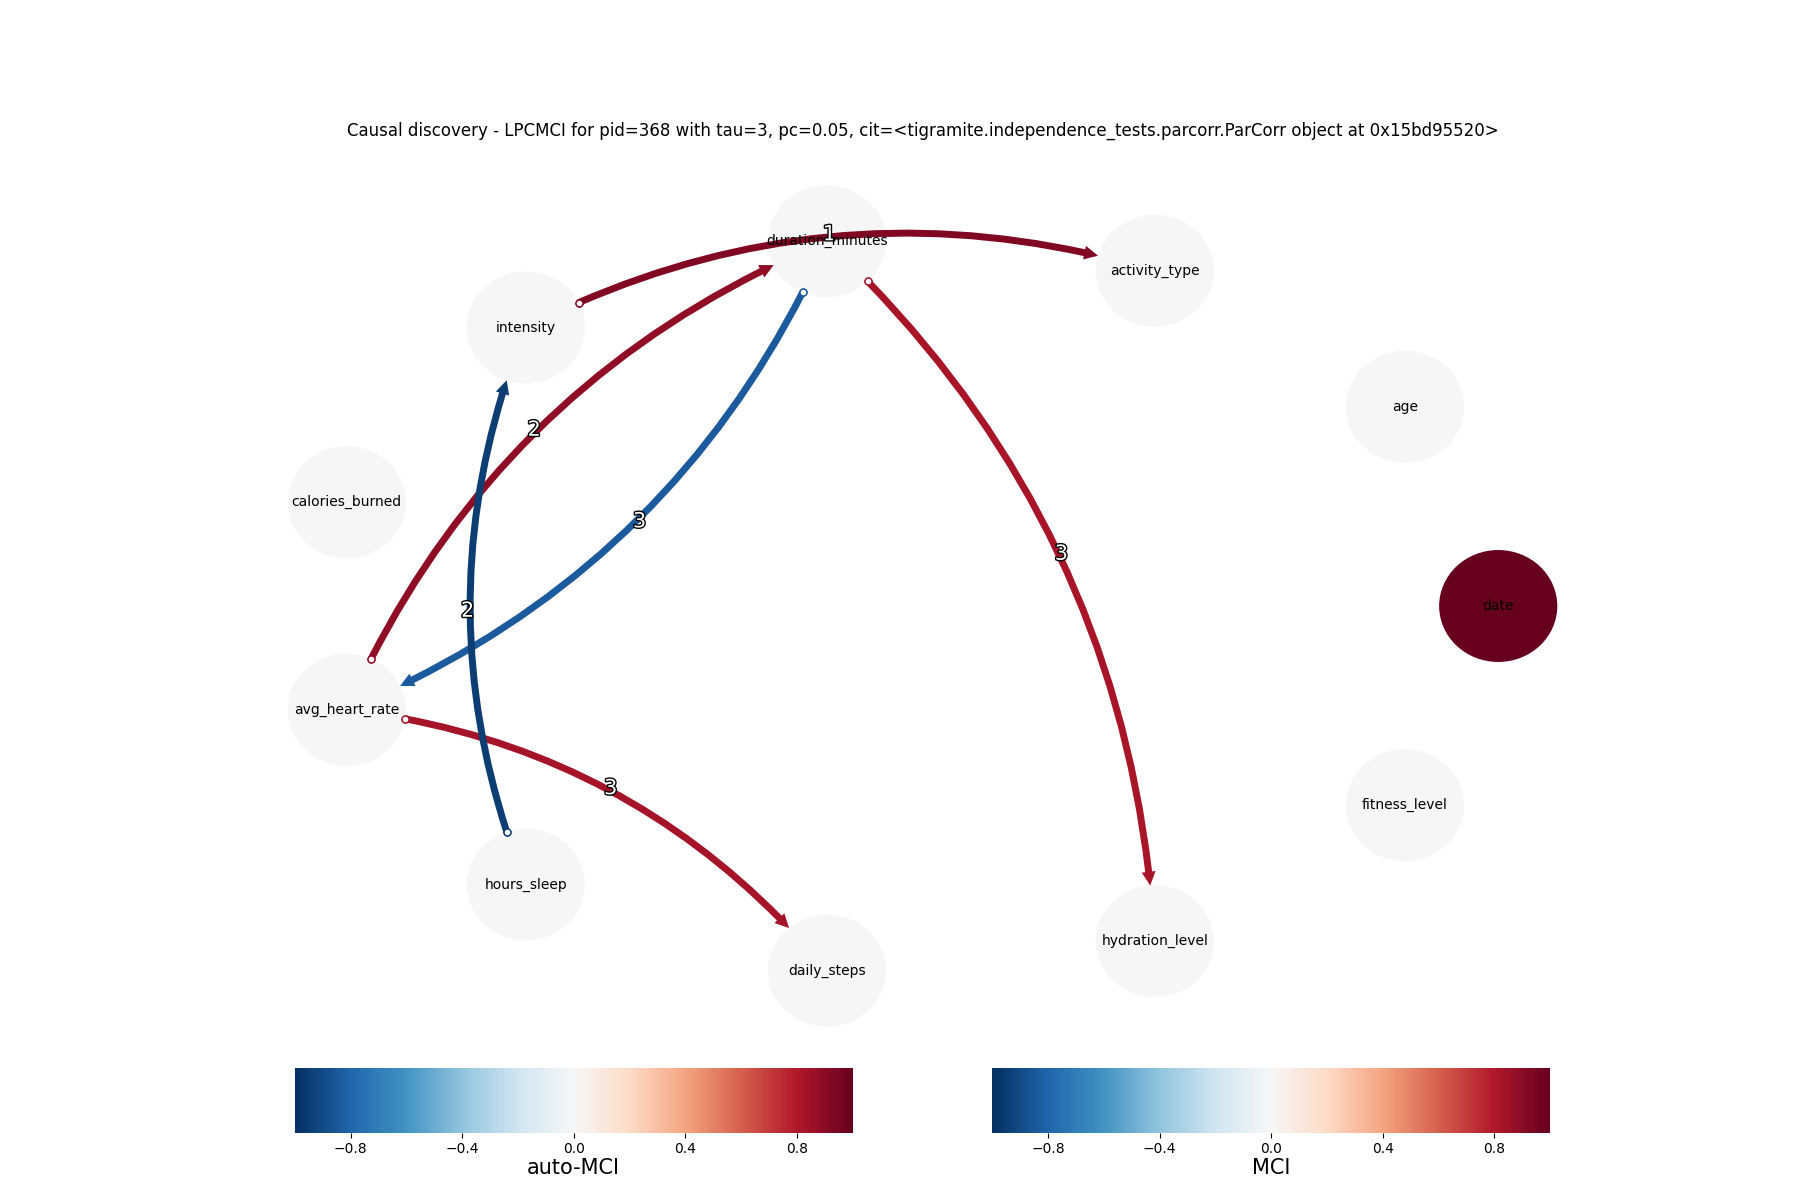 Causal discovery - LPCMCI for pid=368 with tau=3, pc=0.05, cit=<tigramite.independence_tests.parcorr.ParCorr object at 0x15bd95520>
1
duration_minutes
activity_type
intensity
age
2
calories_burned
3
3
date
2
avg_heart_rate
3
fitness_level
hours_sleep
hydration_level
daily_steps
−0.8 −0.4 0.0 0.4 0.8
auto-MCI
−0.8 −0.4 0.0 0.4 0.8
MCI